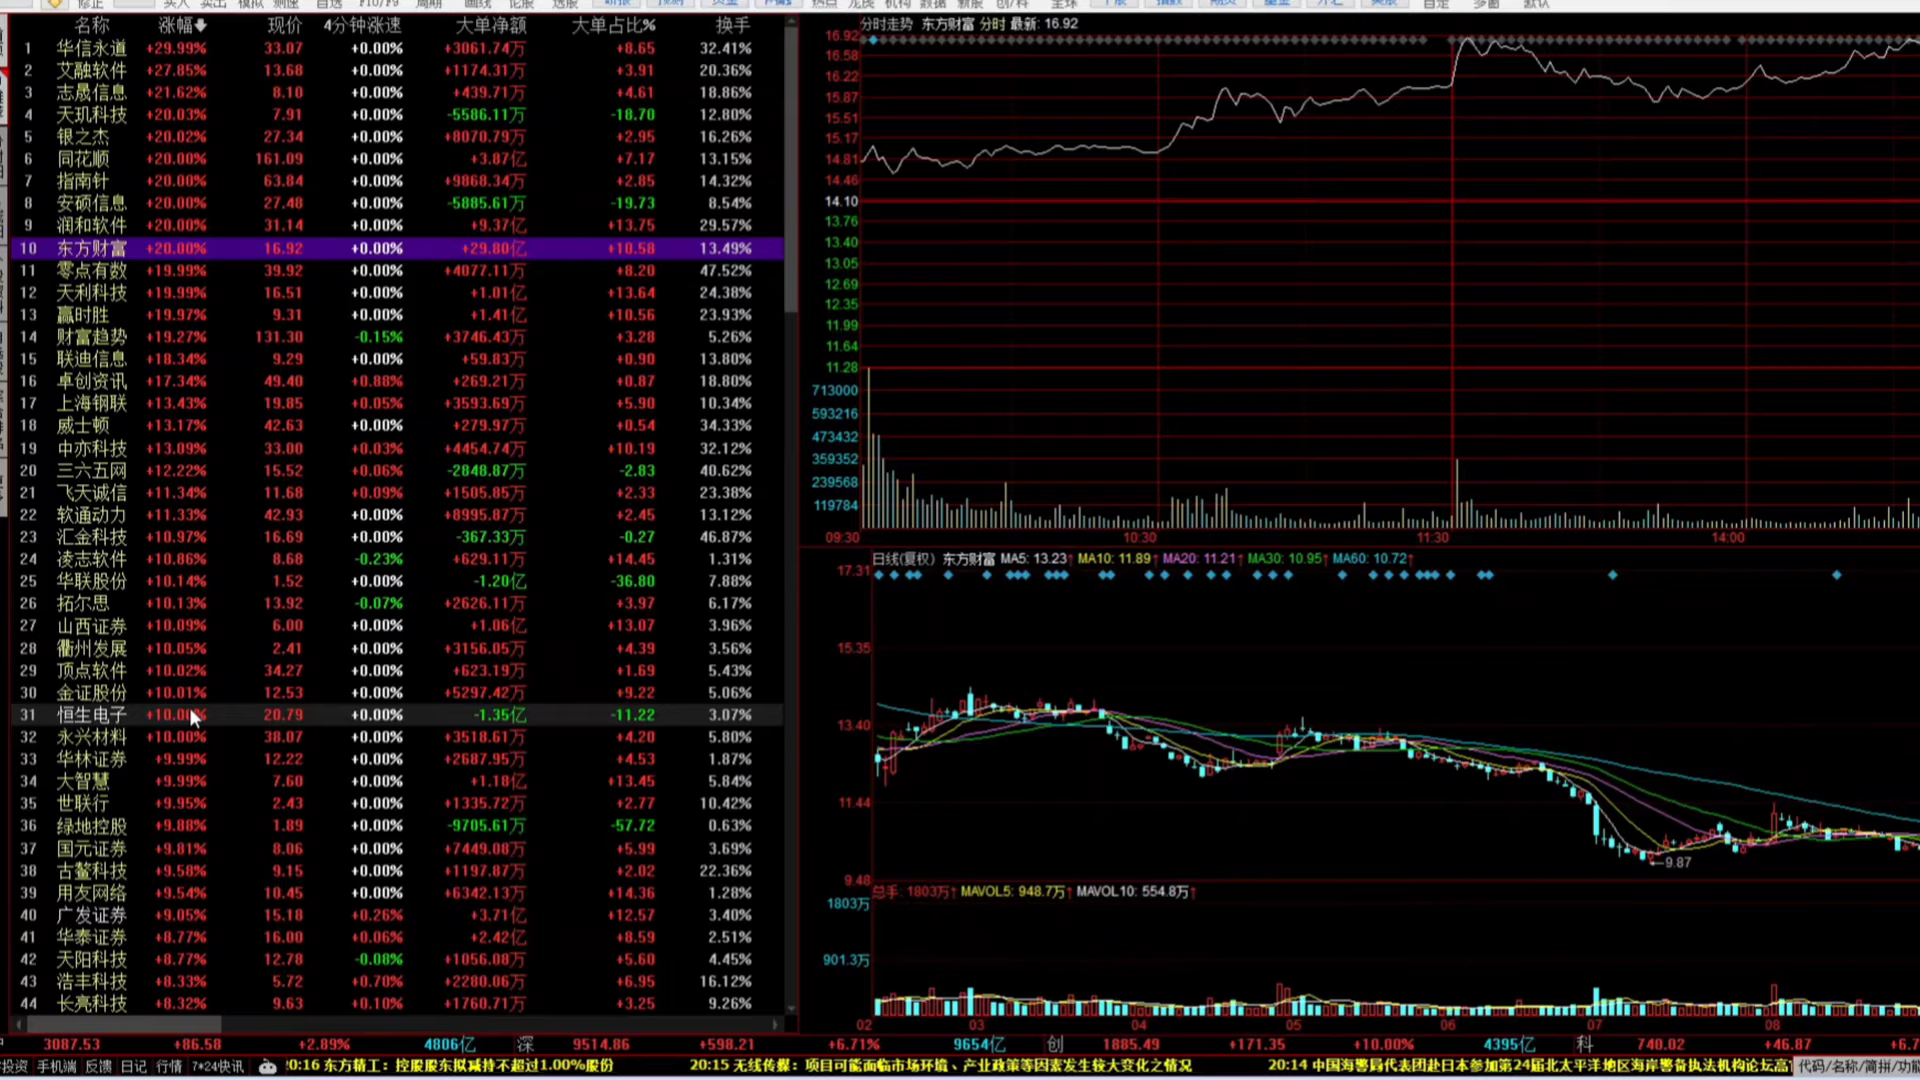 名称 涨幅 现价 4分钟涨速 大单净额 大单占比% 换手
1 华信永道 +29.99% 33.07 +0.00% +3061.74万 +8.65 32.41%
2 艾融软件 +27.85% 13.68 +0.00% +1174.31万 +3.91 20.36%
3 志晟信息 +21.62% 8.10 +0.00% +439.71万 +4.61 18.86%
4 天玑科技 +20.03% 7.91 +0.00% -5586.11万 -18.70 12.80%
5 银之杰 +20.02% 27.34 +0.00% +8070.79万 +2.95 16.26%
6 同花顺 +20.00% 161.09 +0.00% +3.87亿 +7.17 13.15%
7 指南针 +20.00% 63.84 +0.00% +9868.34万 +2.85 14.32%
8 安硕信息 +20.00% 27.48 +0.00% -5885.61万 -19.73 8.54%
9 润和软件 +20.00% 31.14 +0.00% +9.37亿 +13.75 29.57%
10 东方财富 +20.00% 16.92 +0.00% +29.80亿 +10.58 13.49%
11 零点有数 +19.99% 39.92 +0.00% +4077.11万 +8.20 47.52%
12 天利科技 +19.99% 16.51 +0.00% +1.01亿 +13.64 24.38%
13 赢时胜 +19.97% 9.31 +0.00% +1.41亿 +10.56 23.93%
14 财富趋势 +19.27% 131.30 -0.15% +3746.43万 +3.28 5.26%
15 联迪信息 +18.34% 9.29 +0.00% +59.83万 +0.90 13.80%
16 卓创资讯 +17.34% 49.40 +0.88% +269.21万 +0.87 18.80%
17 上海钢联 +13.43% 19.85 +0.05% +3593.69万 +5.90 10.34%
18 威士顿 +13.17% 42.63 +0.00% +279.97万 +0.54 34.33%
19 中亦科技 +13.09% 33.00 +0.03% +4454.74万 +10.19 32.12%
20 三六五网 +12.22% 15.52 +0.06% -2848.87万 -2.83 40.62%
21 飞天诚信 +11.34% 11.68 +0.09% +1505.85万 +2.33 23.38%
22 软通动力 +11.33% 42.93 +0.00% +8995.87万 +2.45 13.12%
23 汇金科技 +10.97% 16.69 +0.00% -367.33万 -0.27 46.87%
24 凌志软件 +10.86% 8.68 -0.23% +629.11万 +14.45 1.31%
25 华联股份 +10.14% 1.52 +0.00% -1.20亿 -36.80 7.88%
26 拓尔思 +10.13% 13.92 -0.07% +2626.11万 +3.97 6.17%
27 山西证券 +10.09% 6.00 +0.00% +1.06亿 +13.07 3.96%
28 衢州发展 +10.05% 2.41 +0.00% +3156.05万 +4.39 3.56%
29 顶点软件 +10.02% 34.27 +0.00% +623.19万 +1.69 5.43%
30 金证股份 +10.01% 12.53 +0.00% +5297.42万 +9.22 5.06%
31 恒生电子 +10.00% 20.79 +0.00% -1.35亿 -11.22 3.07%
32 永兴材料 +10.00% 38.07 +0.00% +3518.61万 +4.20 5.80%
33 华林证券 +9.99% 12.22 +0.00% +2687.95万 +4.53 1.87%
34 大智慧 +9.99% 7.60 +0.00% +1.18亿 +13.45 5.84%
35 世联行 +9.95% 2.43 +0.00% +1335.72万 +2.77 10.42%
36 绿地控股 +9.88% 1.89 +0.00% -9705.61万 -57.72 0.63%
37 国元证券 +9.81% 8.06 +0.00% +7449.08万 +5.99 3.69%
38 古鳌科技 +9.58% 9.15 +0.00% +1197.87万 +2.02 22.36%
39 用友网络 +9.54% 10.45 +0.00% +6342.13万 +14.36 1.28%
40 广发证券 +9.05% 15.18 +0.26% +3.71亿 +12.57 3.40%
41 华泰证券 +8.77% 16.00 +0.06% +2.42亿 +8.59 2.51%
42 天阳科技 +8.77% 12.78 -0.08% +1056.08万 +5.60 4.45%
43 浩丰科技 +8.33% 5.72 +0.70% +2280.06万 +6.95 16.12%
44 长亮科技 +8.32% 9.63 +0.10% +1760.71万 +3.25 9.26%
分时走势 东方财富 分时 最新: 16.92
16.92
16.58
16.22
15.87
15.51
15.17
14.81
14.46
14.10
13.76
13.40
13.05
12.69
12.35
11.99
11.64
11.28
713000
593216
473432
359352
239568
119784
09:30 10:30 11:30 14:00
日线(复权) 东方财富 MA5: 13.23↑ MA10: 11.89↑ MA20: 11.21↑ MA30: 10.95↑ MA60: 10.72↑
17.31
15.35
13.40
11.44
9.87
9.48
总手: 1803万↑ MAVOL5: 948.7万↑ MAVOL10: 554.8万↑
1803万
901.3万
02 03 04 05 06 07 08
3087.53 +86.58 +2.89% 4806亿 深 9514.86 +598.21 +6.71% 9654亿 创 1885.49 +171.35 +10.00% 4395亿 科 740.02 +46.87 +6.7
投资 手机端 反馈 日记 行情 7*24快讯 20:16 东方精工：控股股东拟减持不超过1.00%股份 20:15 无线传媒：项目可能面临市场环境、产业政策等因素发生较大变化之情况 20:14 中国海警局代表团赴日本参加第24届北太平洋地区海岸警备执法机构论坛高 代码/名称/简拼/功能